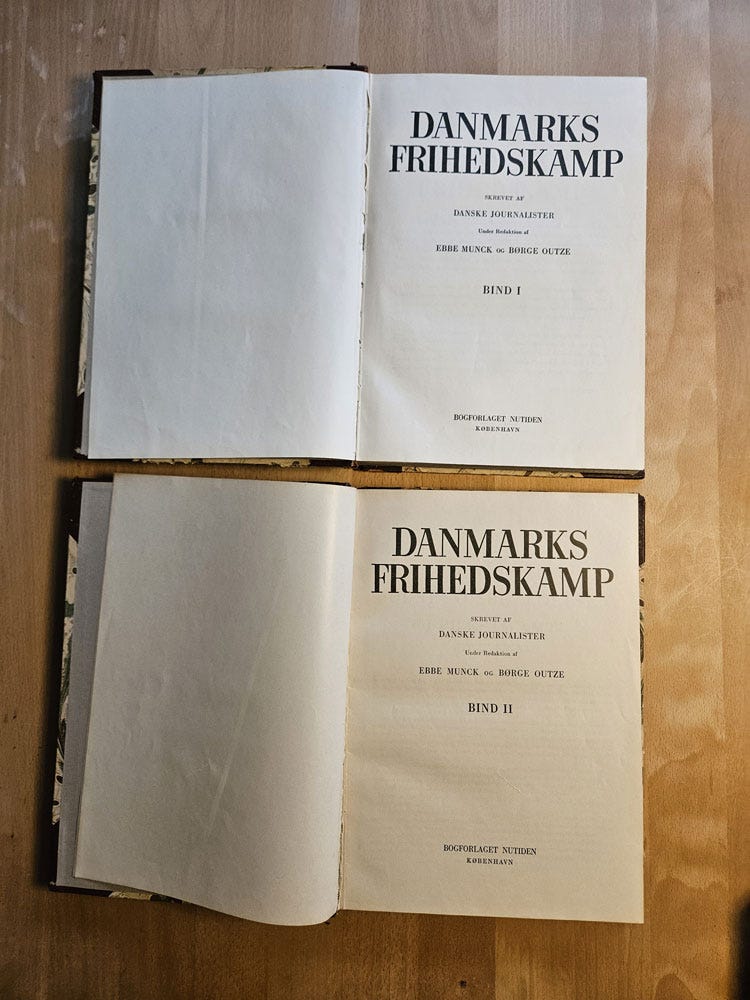 DANMARKS
FRIHEDSKAMP
SKREVET AF
DANSKE JOURNALISTER
Under Redaktion af
EBBE MUNCK OG BØRGE OUTZE
BIND I
BOGFORLAGET NUTIDEN
KØBENHAVN
DANMARKS
FRIHEDSKAMP
SKREVET AF
DANSKE JOURNALISTER
Under Redaktion af
EBBE MUNCK OG BØRGE OUTZE
BIND II
BOGFORLAGET NUTIDEN
KØBENHAVN